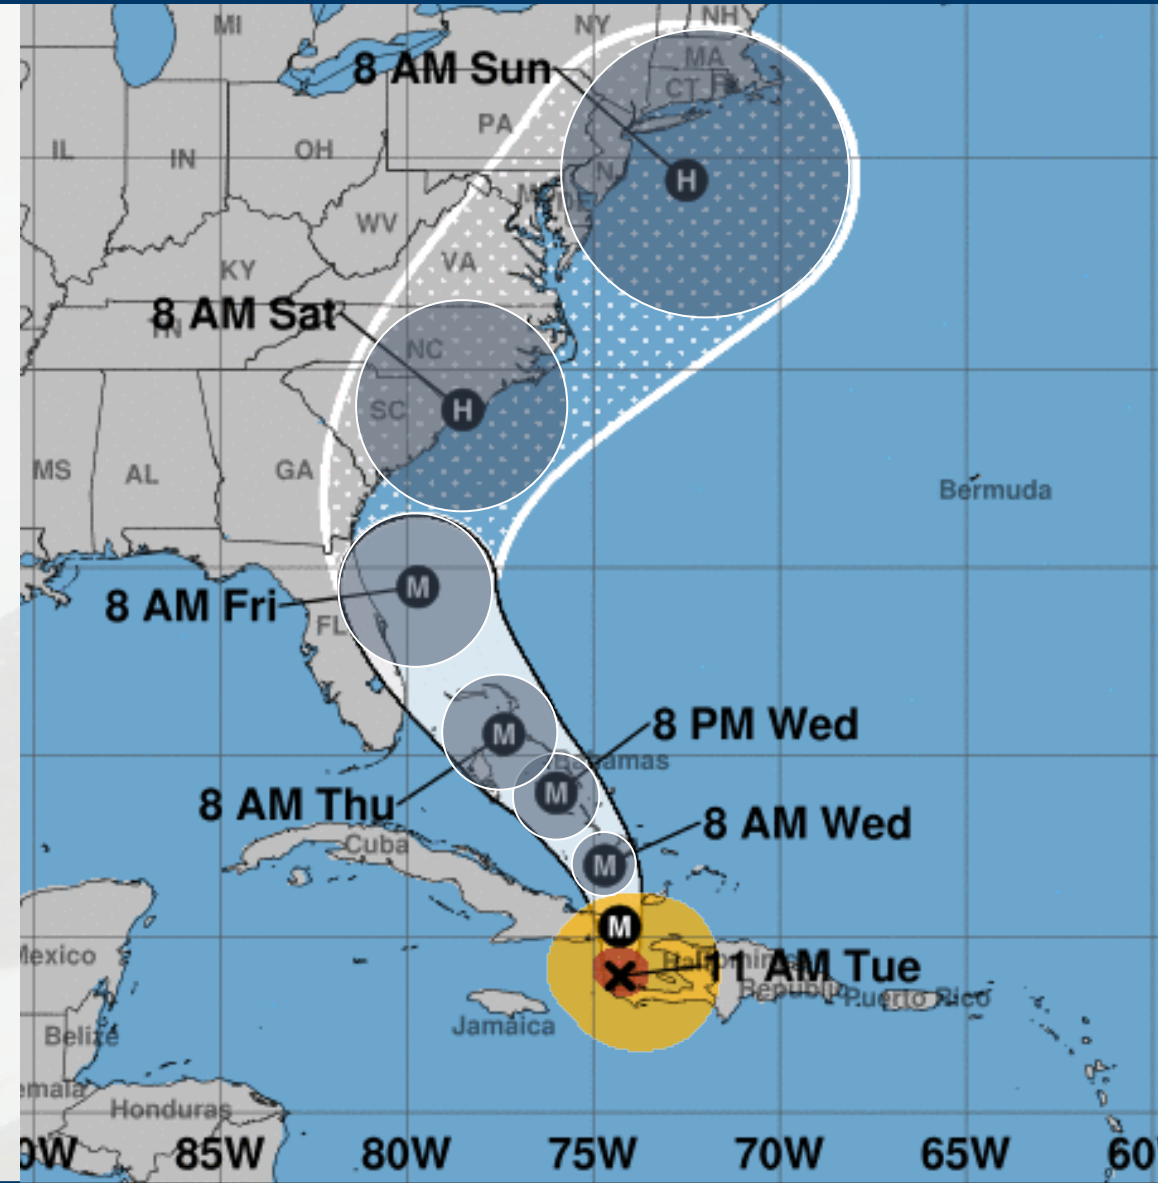 MI
NY
NH
8 AM Sun
MA
CT
PA
IL
IN
OH
WV
VA
KY
8 AM Sat
NC
SC
MS
AL
GA
H
H
Bermuda
M
8 AM Fri
FL
M
8 PM Wed
Bahamas
M
8 AM Thu
8 AM Wed
Cuba
M
M
Mexico
11 AM Tue
Republic
Puerto Rico
Jamaica
Belize
Honduras
85W
80W
75W
70W
65W